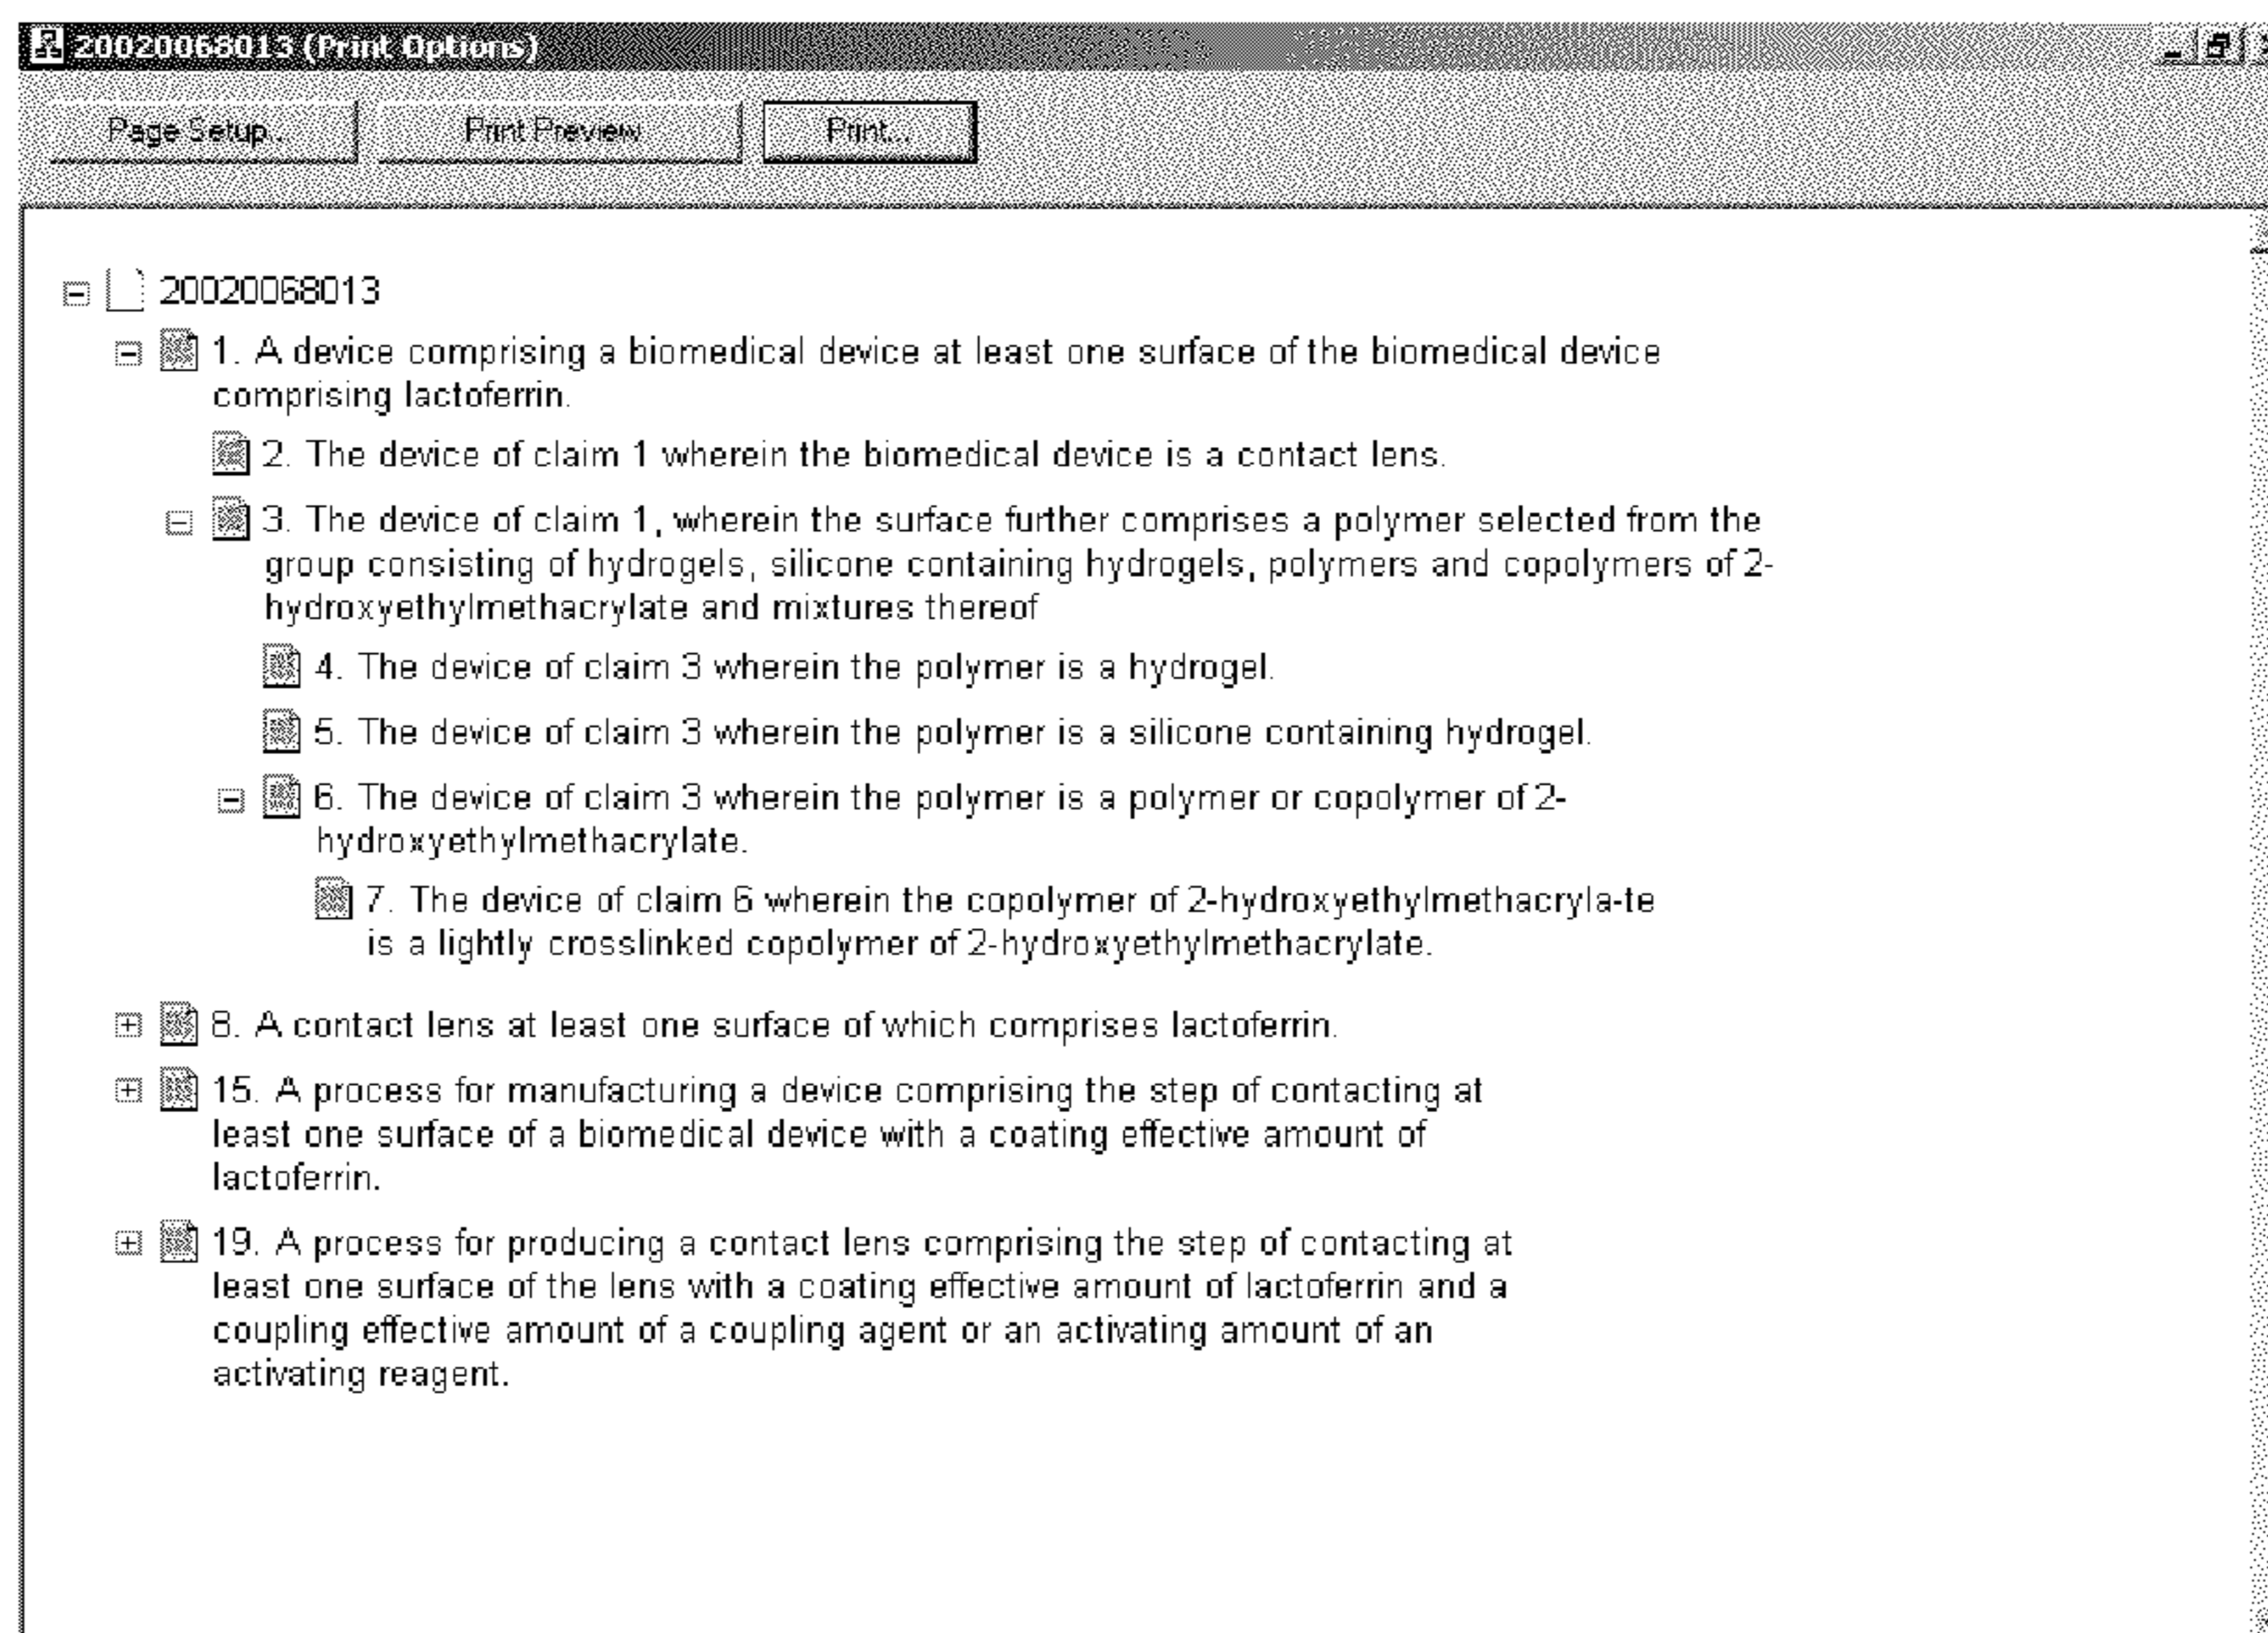 20020068013 (Print Options)
Page Setup... Print Preview Print...
20020068013
1. A device comprising a biomedical device at least one surface of the biomedical device
comprising lactoferrin.
2. The device of claim 1 wherein the biomedical device is a contact lens.
3. The device of claim 1, wherein the surface further comprises a polymer selected from the
group consisting of hydrogels, silicone containing hydrogels, polymers and copolymers of 2-
hydroxyethylmethacrylate and mixtures thereof
4. The device of claim 3 wherein the polymer is a hydrogel.
5. The device of claim 3 wherein the polymer is a silicone containing hydrogel.
6. The device of claim 3 wherein the polymer is a polymer or copolymer of 2-
hydroxyethylmethacrylate.
7. The device of claim 6 wherein the copolymer of 2-hydroxyethylmethacryla-te
is a lightly crosslinked copolymer of 2-hydroxyethylmethacrylate.
8. A contact lens at least one surface of which comprises lactoferrin.
15. A process for manufacturing a device comprising the step of contacting at
least one surface of a biomedical device with a coating effective amount of
lactoferrin.
19. A process for producing a contact lens comprising the step of contacting at
least one surface of the lens with a coating effective amount of lactoferrin and a
coupling effective amount of a coupling agent or an activating amount of an
activating reagent.